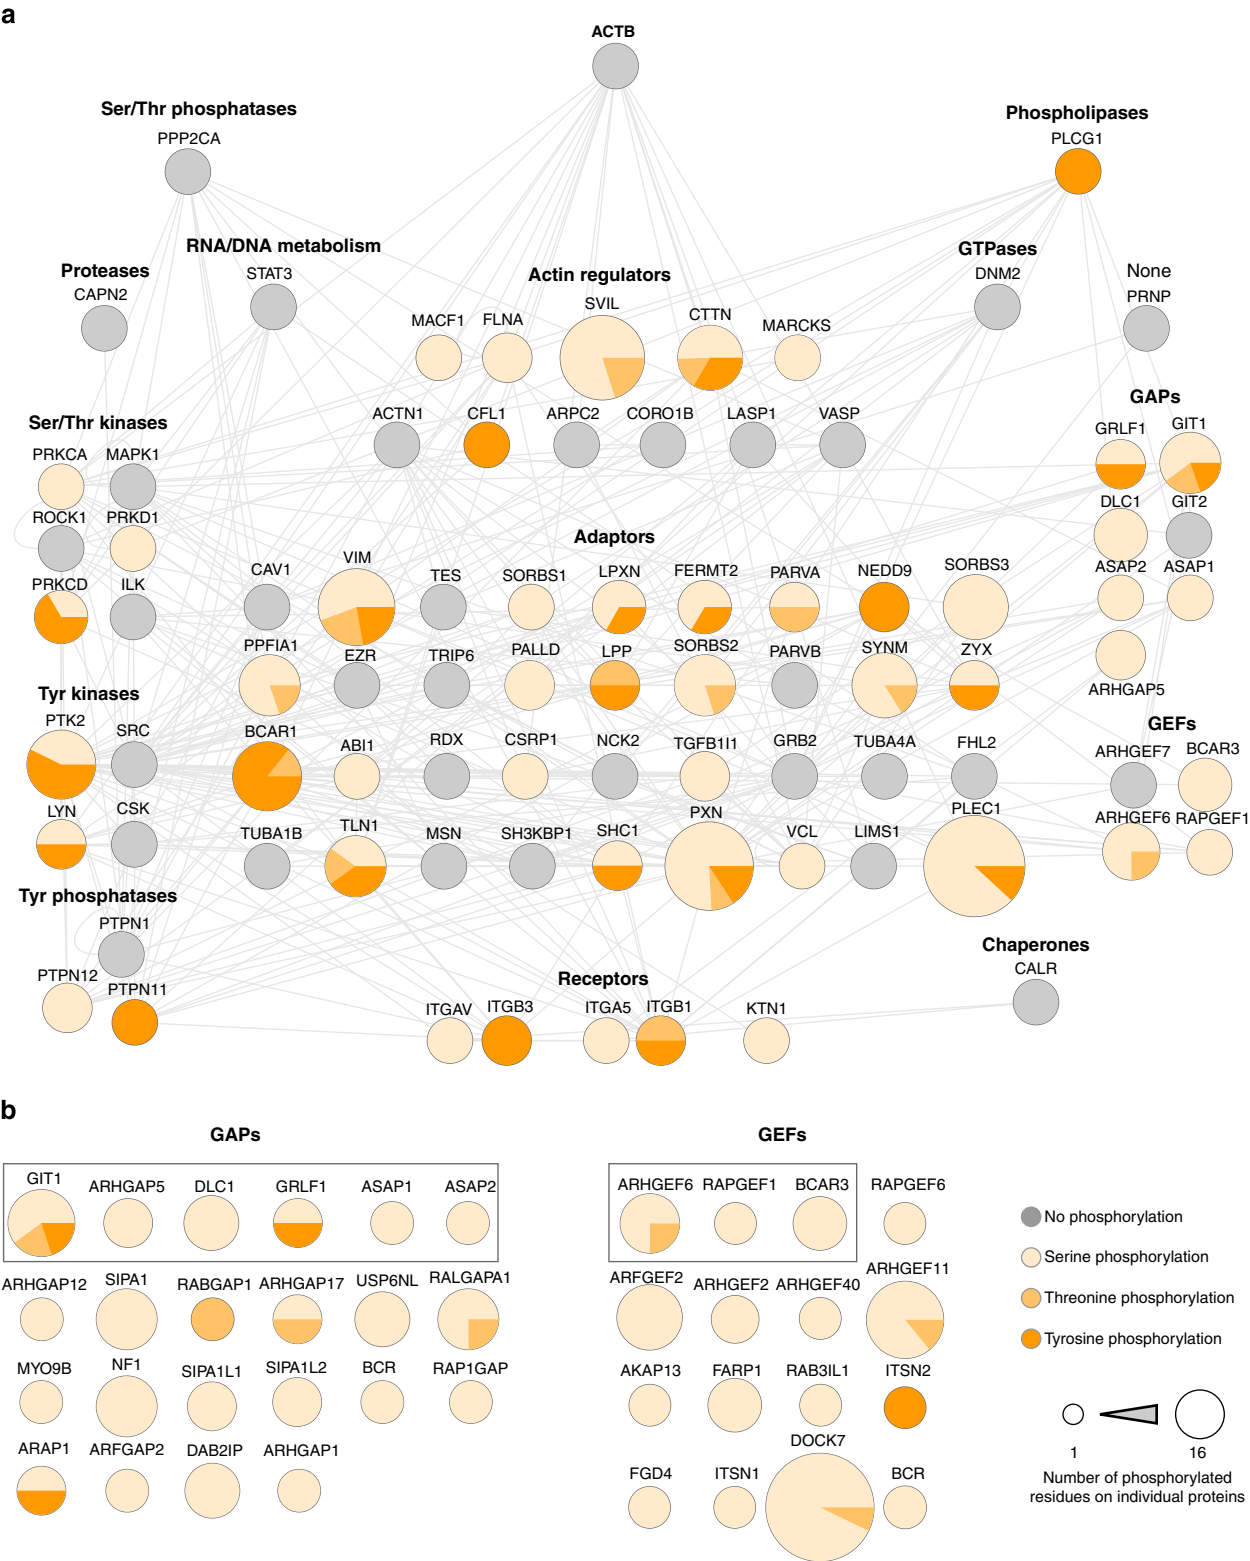 a
ACTB
Ser/Thr phosphatases
PPP2CA
Phospholipases
PLCG1
RNA/DNA metabolism
STAT3
Proteases
CAPN2
Actin regulators
SVIL
MACF1 FLNA CTTN MARCKS
GTPases
DNM2
None
PRNP
ACTN1 CFL1 ARPC2 CORO1B LASP1 VASP
GAPs
GRLF1 GIT1
DLC1 GIT2
ASAP2 ASAP1
ARHGAP5
Ser/Thr kinases
PRKCA MAPK1
ROCK1 PRKD1
PRKCD ILK
Adaptors
CAV1 VIM TES SORBS1 LPXN FERMT2 PARVA NEDD9 SORBS3
PPFIA1 EZR TRIP6 PALLD LPP SORBS2 PARVB SYNM ZYX
BCAR1 ABI1 RDX CSRP1 NCK2 TGFB1I1 GRB2 TUBA4A FHL2
TUBA1B TLN1 MSN SH3KBP1 SHC1 PXN VCL LIMS1 PLEC1
Tyr kinases
PTK2 SRC
LYN CSK
GEFs
ARHGEF7 BCAR3
ARHGEF6 RAPGEF1
Tyr phosphatases
PTPN1
PTPN12
PTPN11
Receptors
ITGAV ITGB3 ITGA5 ITGB1 KTN1
Chaperones
CALR
b
GAPs
GIT1 ARHGAP5 DLC1 GRLF1 ASAP1 ASAP2
ARHGAP12 SIPA1 RABGAP1 ARHGAP17 USP6NL RALGAPA1
MYO9B NF1 SIPA1L1 SIPA1L2 BCR RAP1GAP
ARAP1 ARFGAP2 DAB2IP ARHGAP1
GEFs
ARHGEF6 RAPGEF1 BCAR3 RAPGEF6
ARFGEF2 ARHGEF2 ARHGEF40 ARHGEF11
AKAP13 FARP1 RAB3IL1 ITSN2
FGD4 ITSN1 DOCK7 BCR
No phosphorylation
Serine phosphorylation
Threonine phosphorylation
Tyrosine phosphorylation
1 16
Number of phosphorylated
residues on individual proteins